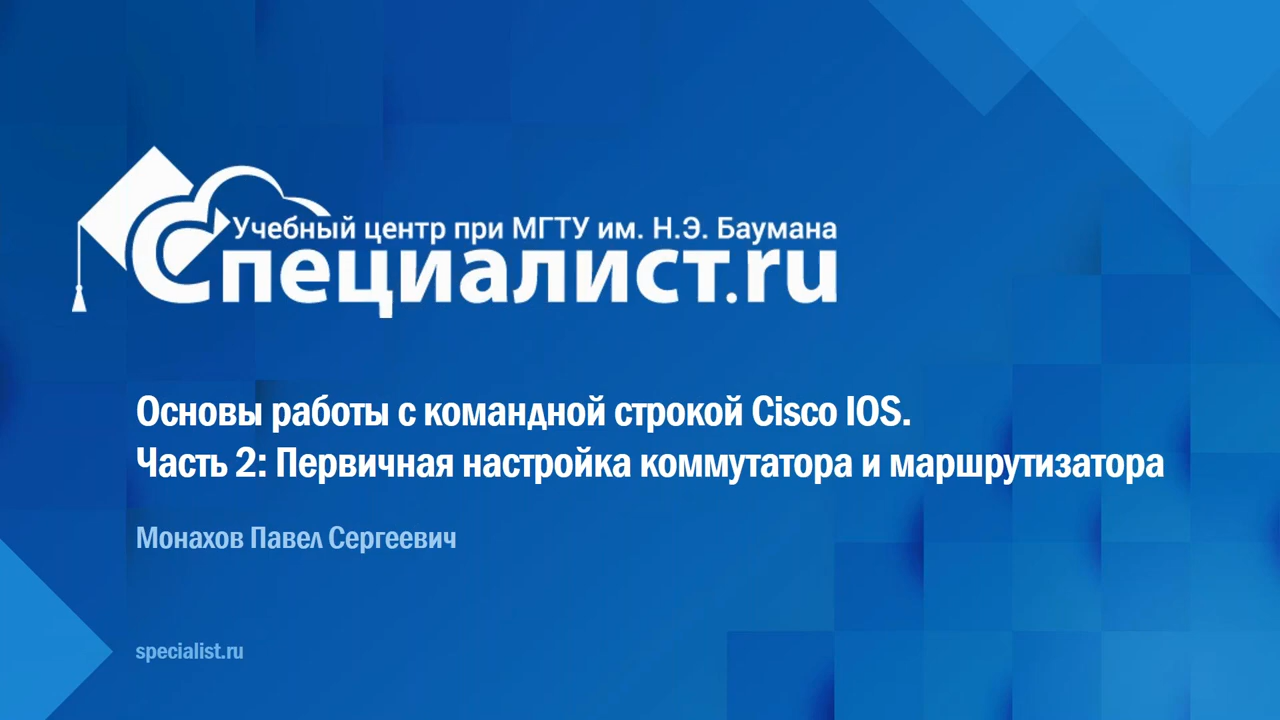 Учебный центр при МГТУ им. Н.Э. Баумана
Специалист.ru
Основы работы с командной строкой Cisco IOS.
Часть 2: Первичная настройка коммутатора и маршрутизатора
Монахов Павел Сергеевич
specialist.ru